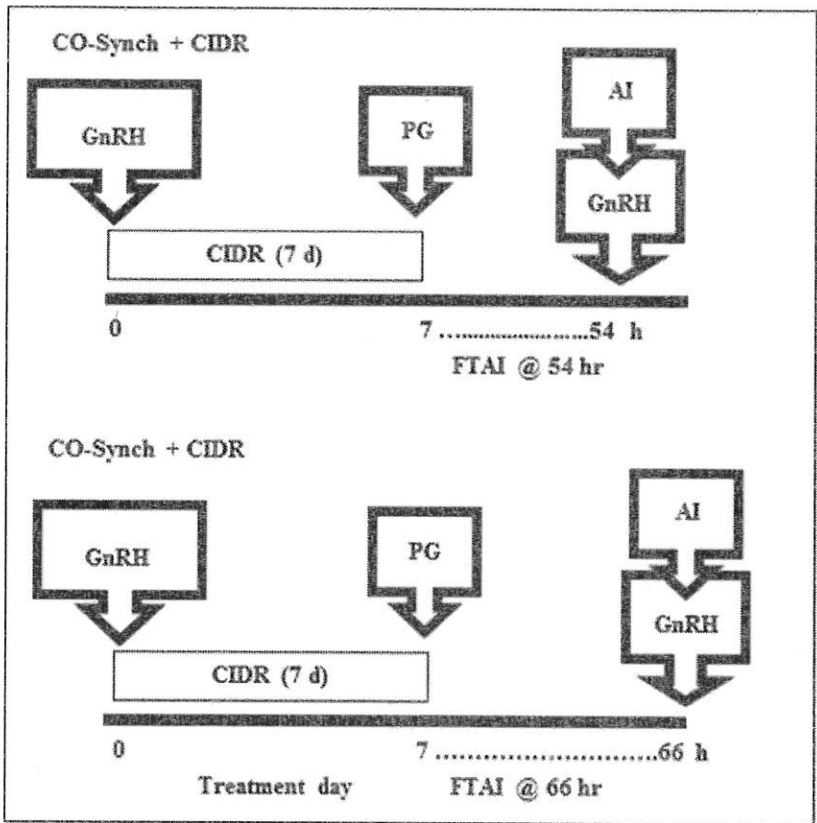 CO-Synch + CIDR
GnRH
PG
AI
GnRH
CIDR (7 d)
0
7 ........................54 h
FTAI @ 54 hr
CO-Synch + CIDR
GnRH
PG
AI
GnRH
CIDR (7 d)
0
7 ..............................66 h
Treatment day
FTAI @ 66 hr